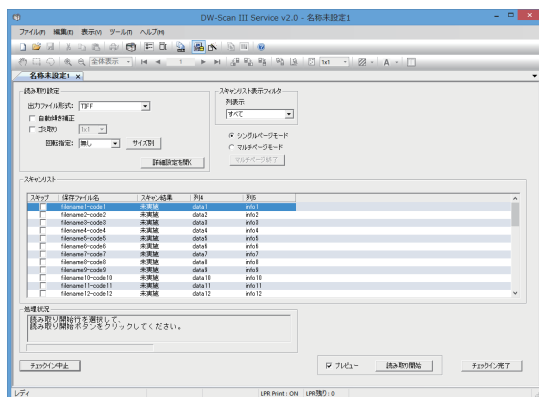 DW-Scan III Service v2.0 - 名称未設定1
ファイル(F) 編集(E) 表示(V) ツール(T) ヘルプ(H)
全体表示 1 1x1 A
名称未設定1 x
読み取り設定
出力ファイル形式: TIFF
自動傾き補正
ゴミ取り 1x1
回転指定: 無し サイズ別
詳細設定を開く
スキャンリスト表示フィルタ
列表示
すべて
シングルページモード
マルチページモード
マルチページ終了
スキャンリスト
スキップ 保存ファイル名 スキャン結果 列4 列5
filename1-code1 未実施 data1 info1
filename2-code2 未実施 data2 info2
filename3-code3 未実施 data3 info3
filename4-code4 未実施 data4 info4
filename5-code5 未実施 data5 info5
filename6-code6 未実施 data6 info6
filename7-code7 未実施 data7 info7
filename8-code8 未実施 data8 info8
filename9-code9 未実施 data9 info9
filename10-code10 未実施 data10 info10
filename11-code11 未実施 data11 info11
filename12-code12 未実施 data12 info12
処理状況
読み取り開始行を選択して、
読み取り開始ボタンをクリックしてください。
チェックイン中止 プレビュー 読み取り開始 チェックイン完了
レディ LPR Print : ON LPR残り : 0